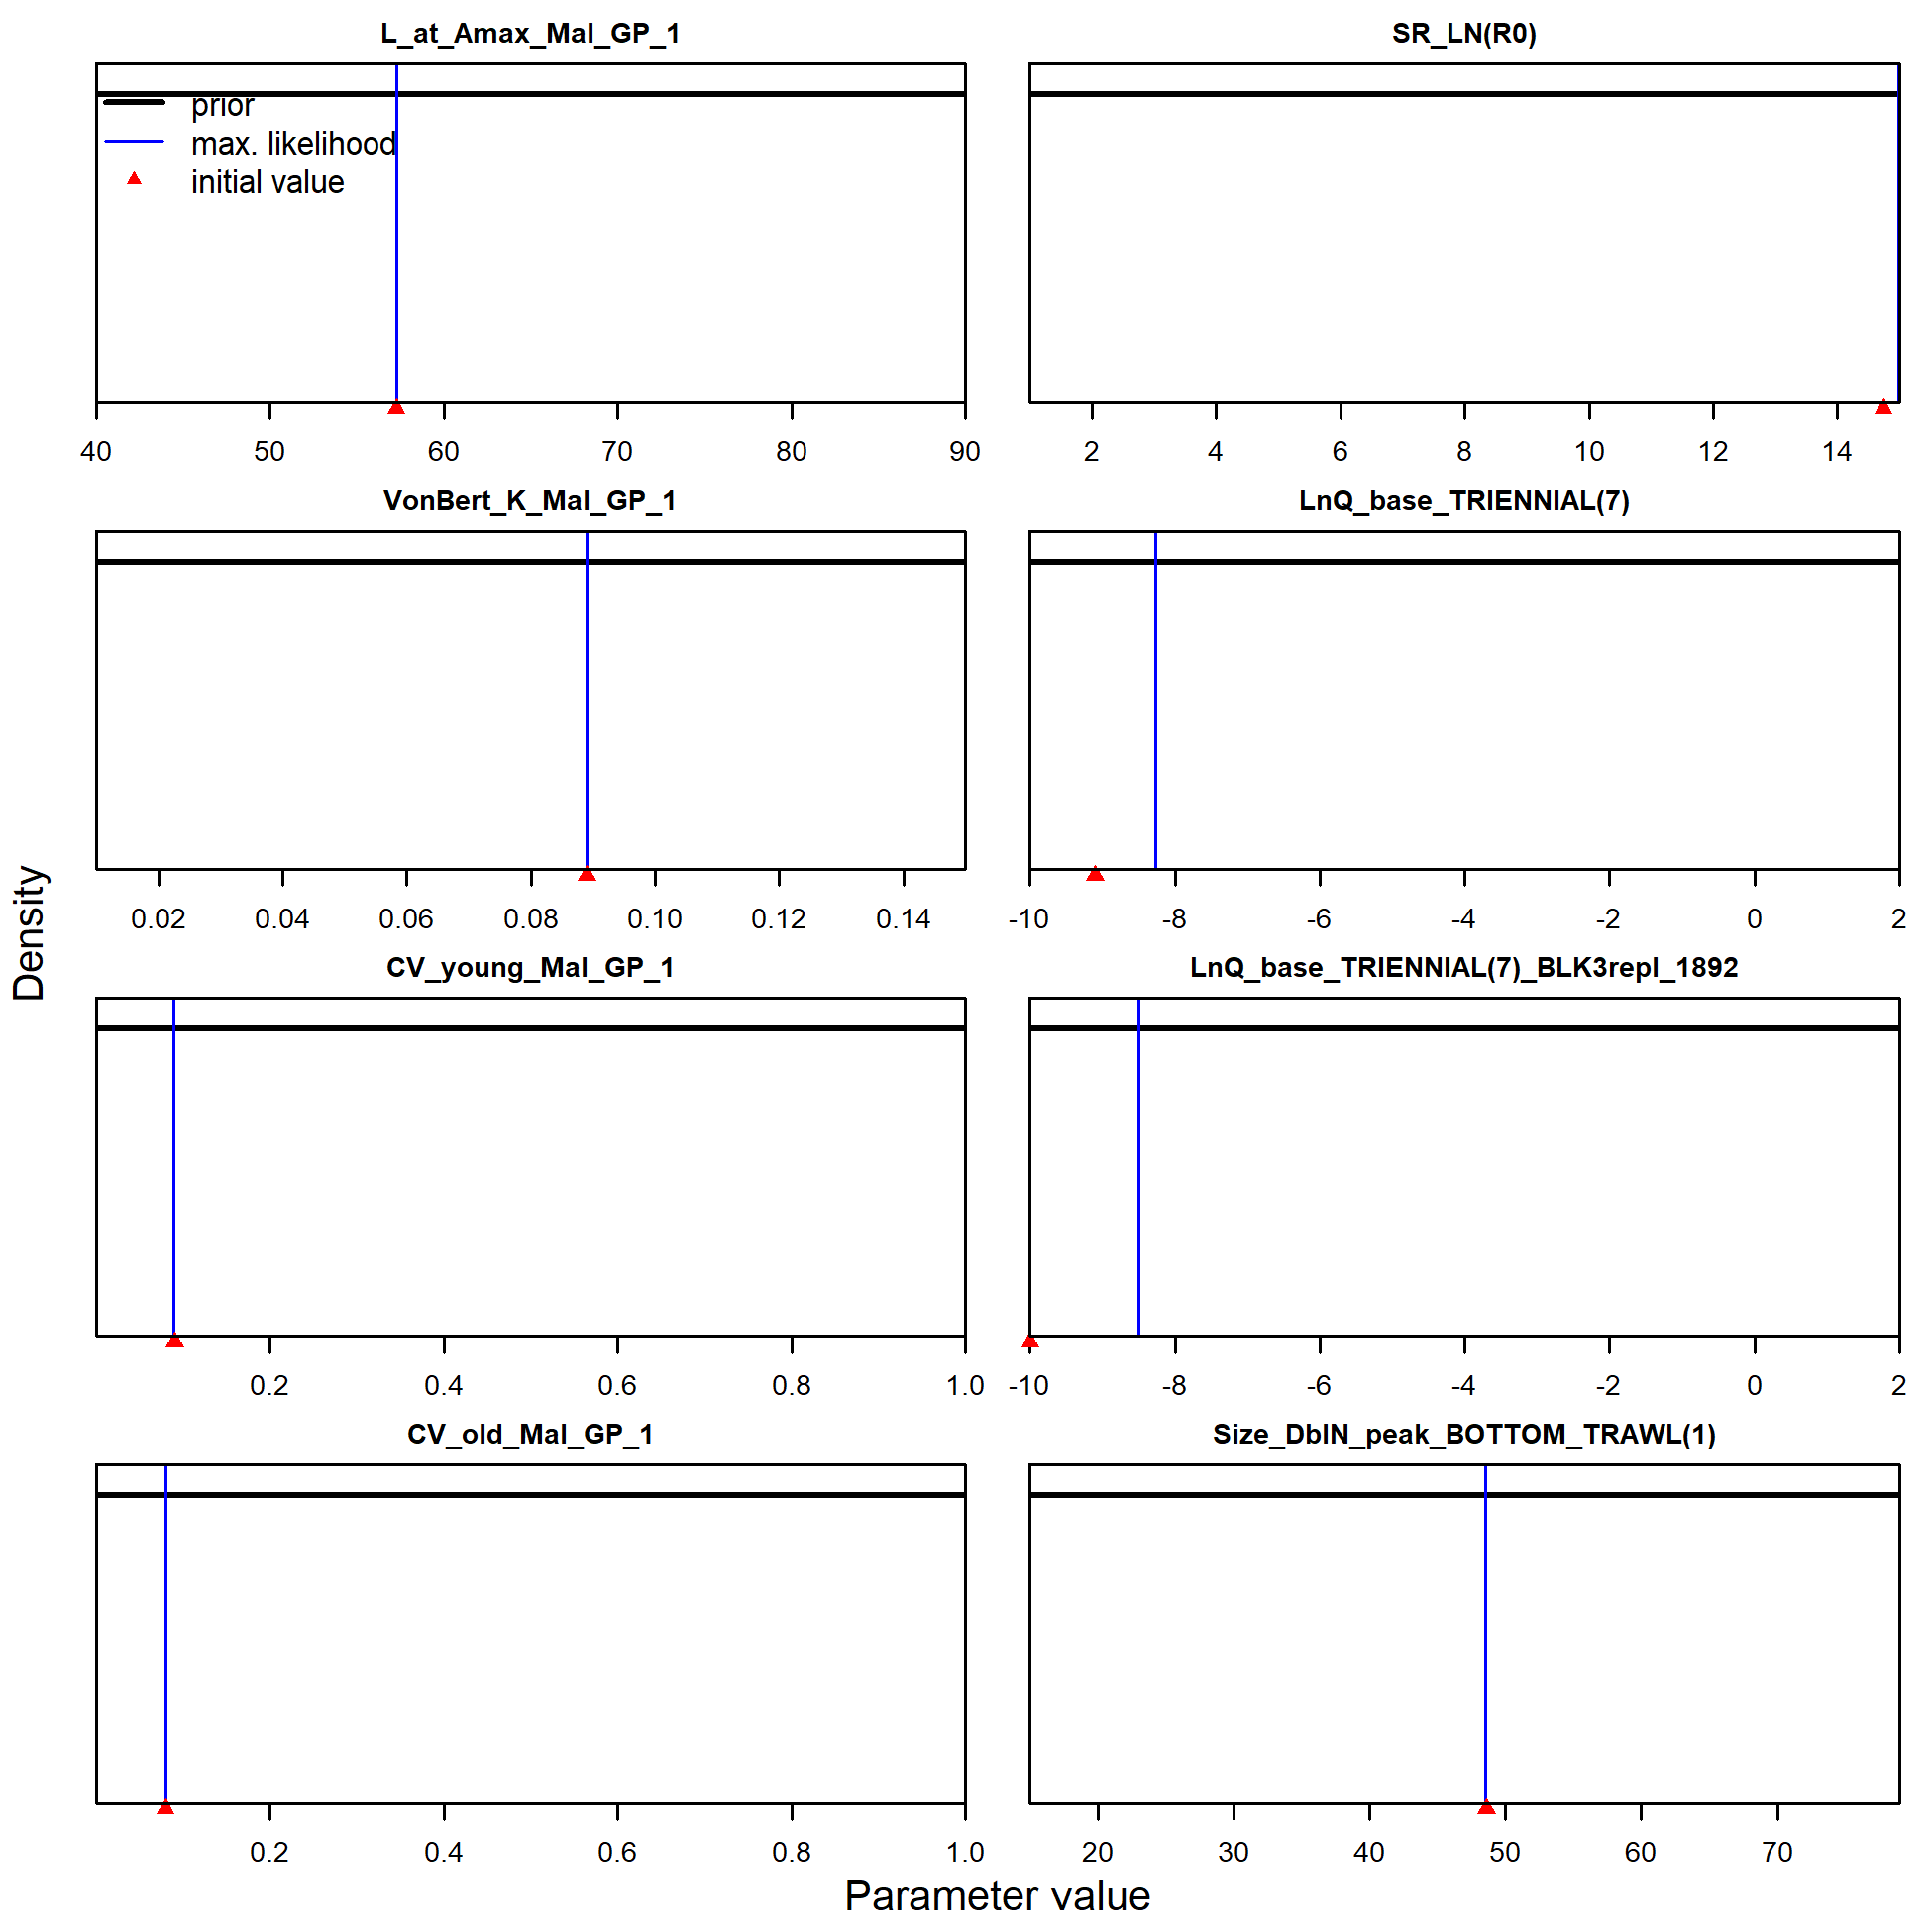 L_at_Amax_Mal_GP_1
prior
max. likelihood
initial value
40 50 60 70 80 90
SR_LN(R0)
2 4 6 8 10 12 14
VonBert_K_Mal_GP_1
0.02 0.04 0.06 0.08 0.10 0.12 0.14
LnQ_base_TRIENNIAL(7)
-10 -8 -6 -4 -2 0 2
CV_young_Mal_GP_1
0.2 0.4 0.6 0.8 1.0
LnQ_base_TRIENNIAL(7)_BLK3repl_1892
-10 -8 -6 -4 -2 0 2
CV_old_Mal_GP_1
0.2 0.4 0.6 0.8 1.0
Size_DblN_peak_BOTTOM_TRAWL(1)
20 30 40 50 60 70
Density
Parameter value